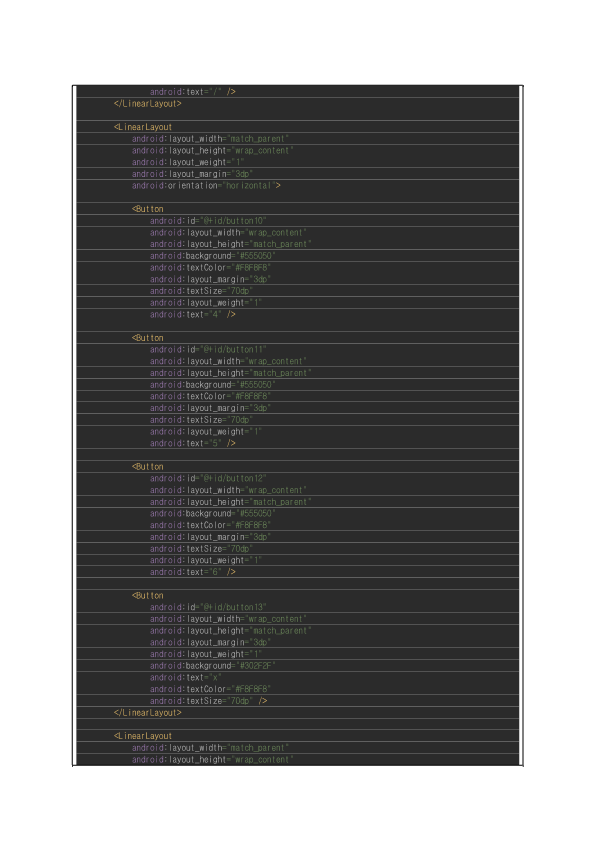 android:text="/" />
</LinearLayout>
<LinearLayout
android:layout_width="match_parent"
android:layout_height="wrap_content"
android:layout_weight="1"
android:layout_margin="3dp"
android:orientation="horizontal">
<Button
android:id="@+id/button10"
android:layout_width="wrap_content"
android:layout_height="match_parent"
android:background="#555050"
android:textColor="#F8F8F8"
android:layout_margin="3dp"
android:textSize="70dp"
android:layout_weight="1"
android:text="4" />
<Button
android:id="@+id/button11"
android:layout_width="wrap_content"
android:layout_height="match_parent"
android:background="#555050"
android:textColor="#F8F8F8"
android:layout_margin="3dp"
android:textSize="70dp"
android:layout_weight="1"
android:text="5" />
<Button
android:id="@+id/button12"
android:layout_width="wrap_content"
android:layout_height="match_parent"
android:background="#555050"
android:textColor="#F8F8F8"
android:layout_margin="3dp"
android:textSize="70dp"
android:layout_weight="1"
android:text="6" />
<Button
android:id="@+id/button13"
android:layout_width="wrap_content"
android:layout_height="match_parent"
android:layout_margin="3dp"
android:layout_weight="1"
android:background="#302F2F"
android:text="x"
android:textColor="#F8F8F8"
android:textSize="70dp" />
</LinearLayout>
<LinearLayout
android:layout_width="match_parent"
android:layout_height="wrap_content"